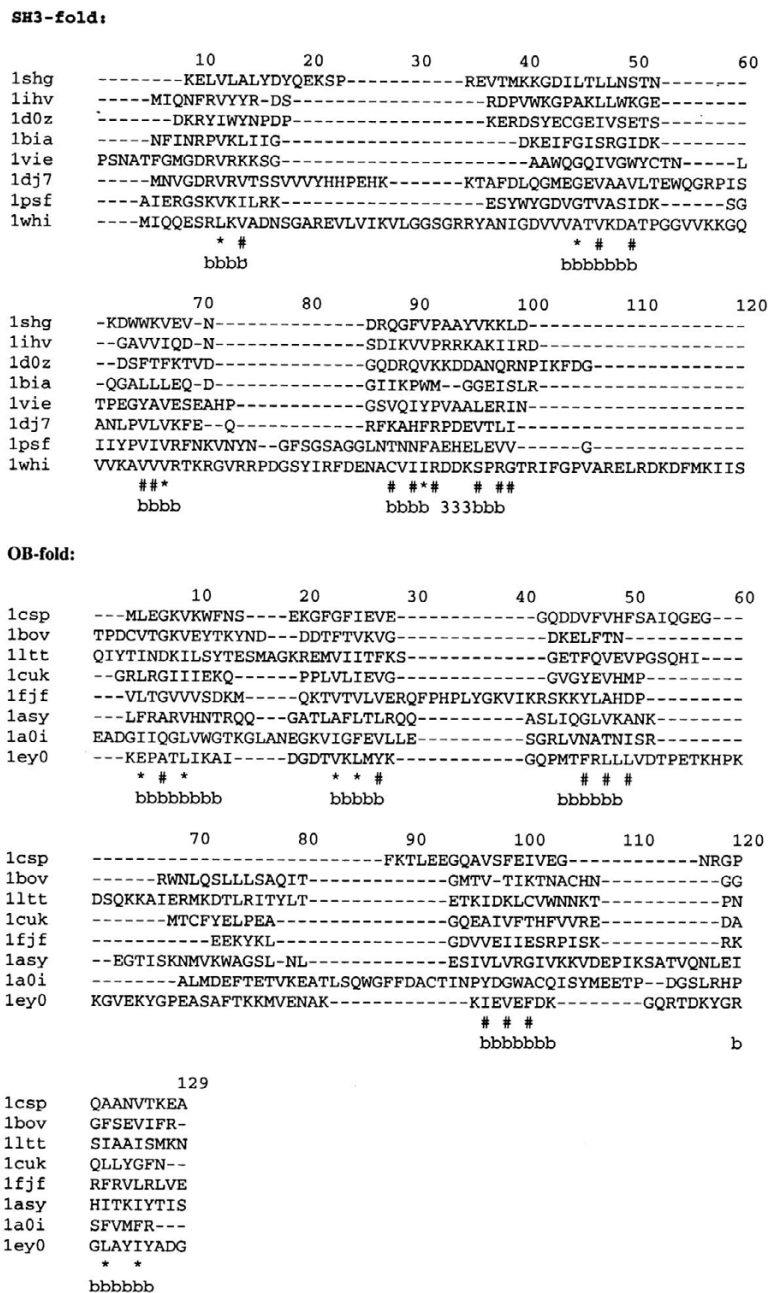 SH3-fold:
10 20 30 40 50 60
1shg --------KELVLALYDYQEKSP-----------REVTMKKGDILTLLNSTN--------
1ihv -----MIQNFRVYYR-DS------------------RDPVWKGPAKLLWKGE--------
1d0z -------DKRYIWYNPDP------------------KERDSYECGEIVSETS--------
1bia -----NFINRPVKLIIG----------------------DKEIFGISRGIDK--------
1vie PSNATFGMGDRVRKKSG-----------------------AAWQGQIVGWYCTN-----L
1dj7 -----MNVGDRVRVTSSVVVYHHPEHK-------KTAFDLQGMEGEVAAVLTEWQGRPIS
1psf ----AIERGSKVKILRK-------------------ESYWYGDVGTVASIDK------SG
1whi ----MIQQESRLKVADNSGAREVLVIKVLGGSGRRYANIGDVVVATVKDATPGGVVKKGQ
* # * # #
bbbb bbbbbbb
70 80 90 100 110 120
1shg -KDWWKVEV-N--------------DRQGFVPAAYVKKLD--------------------
1ihv --GAVVIQD-N--------------SDIKVVPRRKAKIIRD-------------------
1d0z --DSFTFKTVD--------------GQDRQVKKDDANQRNPIKFDG--------------
1bia -QGALLLEQ-D--------------GIIKPWM--GGEISLR-------------------
1vie TPEGYAVESEAHP------------GSVQIYPVAALERIN--------------------
1dj7 ANLPVLVKFE--Q------------RFKAHFRPDEVTLI---------------------
1psf IIYPVIVRFNKVNYN--GFSGSAGGLNTNNFAEHELEVV------G--------------
1whi VVKAVVVRTKRGVRRPDGSYIRFDENACVIIRDDKSPRGTRIFGPVARELRDKDFMKIIS
##* # #*# # ##
bbbb bbbb 333bbb
OB-fold:
10 20 30 40 50 60
1csp ---MLEGKVKWFNS----EKGFGFIEVE-------------GQDDVFVHFSAIQGEG---
1bov TPDCVTGKVEYTKYND--DDTFTVKVG---------------DKELFTN-----------
1ltt QIYTINDKILSYTESMAGKREMVIITFKS-------------GETFQVEVPGSQHI----
1cuk --GRLRGIIIEKQ-----PPLVLIEVG---------------GVGYEVHMP---------
1fjf ---VLTGVVVSDKM----QKTVTVLVERQFPHPLYGKVIKRSKKYLAHDP----------
1asy ---LFRARVHNTRQQ---GATLAFLTLRQQ------------ASLIQGLVKANK------
1a0i EADGIIQGLVWGTKGLANEGKVIGFEVLLE------------SGRLVNATNISR------
1ey0 ---KEPATLIKAI----DGDTVKLMYK---------------GQPMTFRLLLVDTPETKHPK
* # * * * # # # #
bbbbbbbb bbbbb bbbbbb
70 80 90 100 110 120
1csp ---------------------------FKTLEEGQAVSFEIVEG------------NRGP
1bov ------RWNLQSLLLSAQIT-------------GMTV-TIKTNACHN-----------GG
1ltt DSQKKAIERMKDTLRITYLT-------------ETKIDKLCVWNNKT-----------PN
1cuk -------MTCFYELPEA----------------GQEAIVFTHFVVRE-----------DA
1fjf -----------EEKYKL----------------GDVVEIIESRPISK-----------RK
1asy --EGTISKNMVKWAGSL-NL-------------ESIVLVRGIVKKVDEPIKSATVQNLEI
1a0i --------ALMDEFTETVKEATLSQWGFFDACTINPYDGWACQISYMEETP--DGSLRHP
1ey0 KGVEKYGPEASAFTKKMVENAK-----------KIEVEFDK----------GQRTDKYGR
# # #
bbbbbbb b
129
1csp QAANVTKEA
1bov GFSEVIFR-
1ltt SIAAISMKN
1cuk QLLYGFN--
1fjf RFRVLRLVE
1asy HITKIYTIS
1a0i SFVMFR---
1ey0 GLAYIYADG
* *
bbbbbb